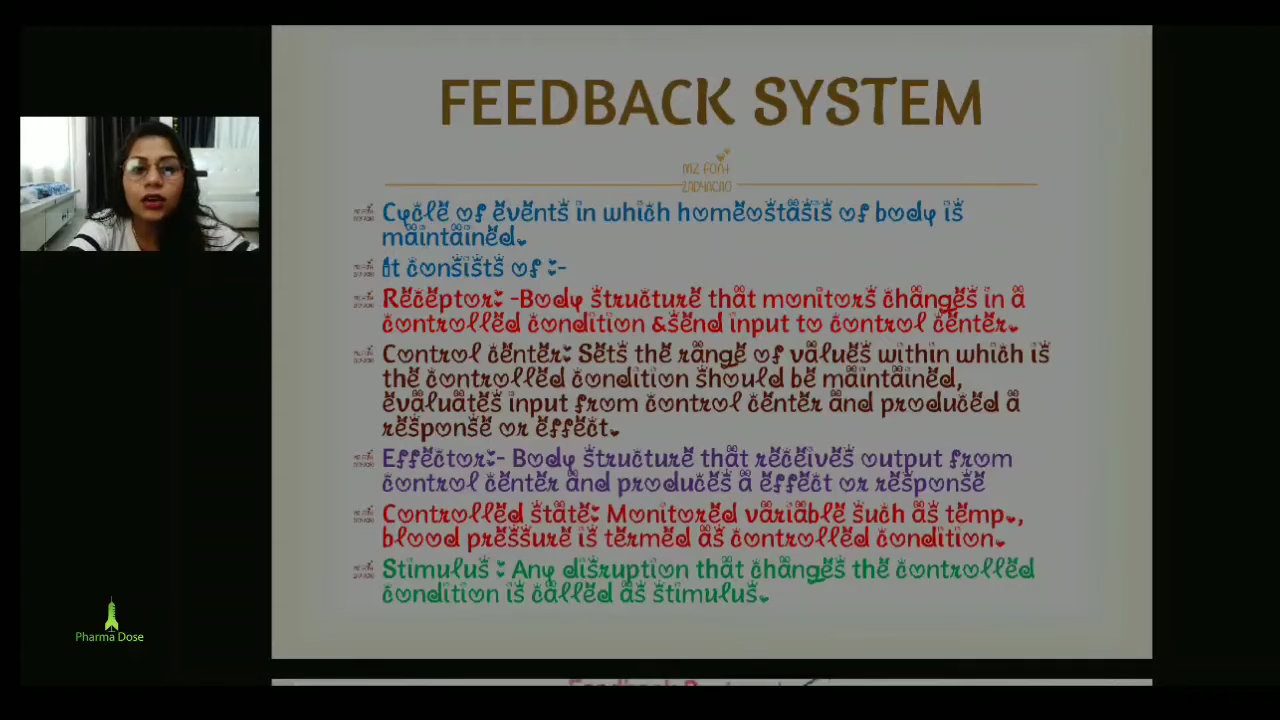 FEEDBACK SYSTEM
MZ FONT
Cycle of events in which homeostasis of body is
maintained.
It consists of :-
Receptor: -Body structure that monitors changes in a
controlled condition &send input to control center.
Control center: Sets the range of values within which is
the controlled condition should be maintained,
evaluates input from control center and produced a
response or effect.
Effector:- Body structure that receives output from
control center and produces a effect or response
Controlled state: Monitored variable such as temp.,
blood pressure is termed as controlled condition.
Stimulus : Any disruption that changes the controlled
condition is called as stimulus.
Pharma Dose